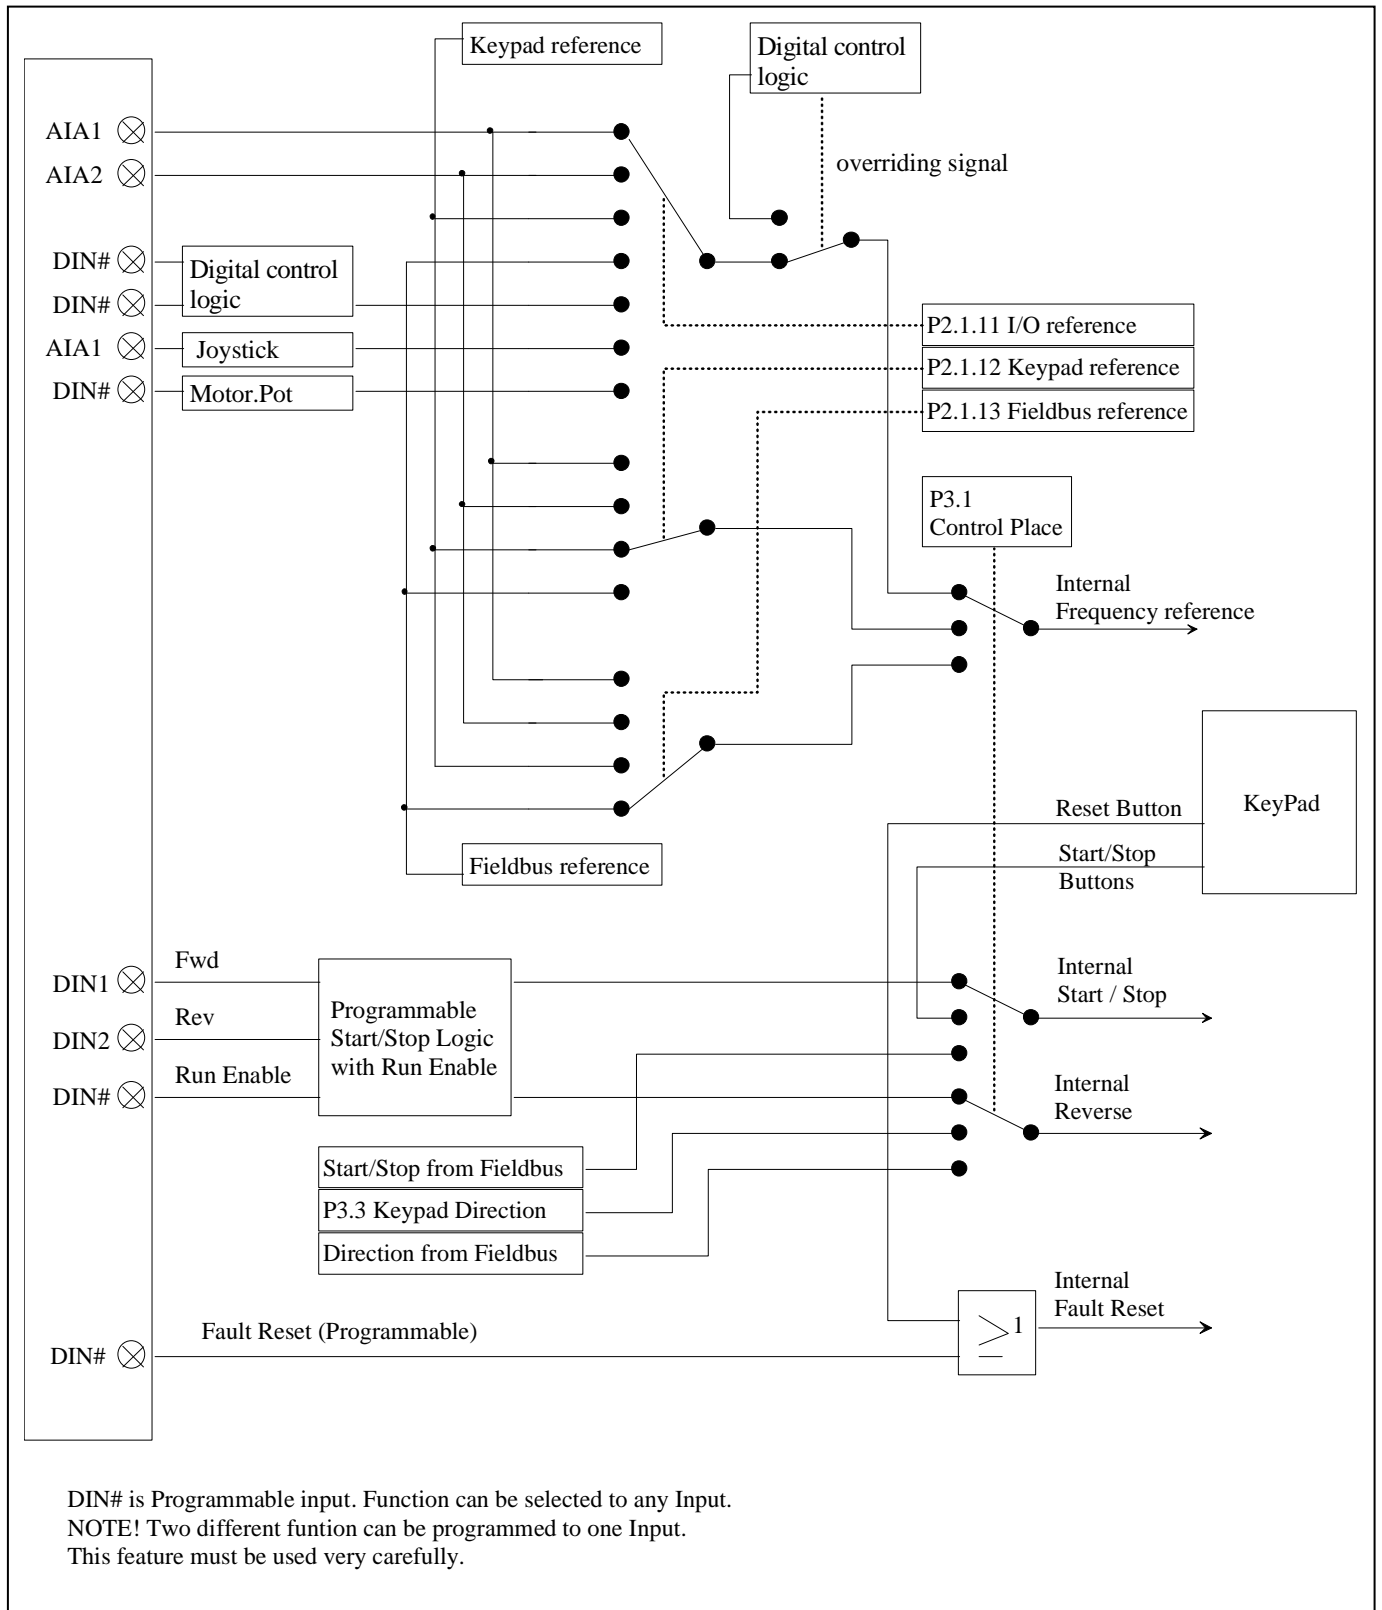 Keypad reference
Digital control
logic
AIA1
AIA2
overriding signal
DIN#
Digital control
logic
DIN#
P2.1.11 I/O reference
AIA1
Joystick
P2.1.12 Keypad reference
DIN#
Motor.Pot
P2.1.13 Fieldbus reference
P3.1
Control Place
Internal
Frequency reference
Reset Button
KeyPad
Start/Stop
Buttons
Fieldbus reference
Fwd
DIN1
Internal
Start / Stop
Rev
DIN2
Programmable
Start/Stop Logic
with Run Enable
Run Enable
DIN#
Internal
Reverse
Start/Stop from Fieldbus
P3.3 Keypad Direction
Direction from Fieldbus
Internal
Fault Reset
≥1
Fault Reset (Programmable)
DIN#
DIN# is Programmable input. Function can be selected to any Input.
NOTE! Two different funtion can be programmed to one Input.
This feature must be used very carefully.